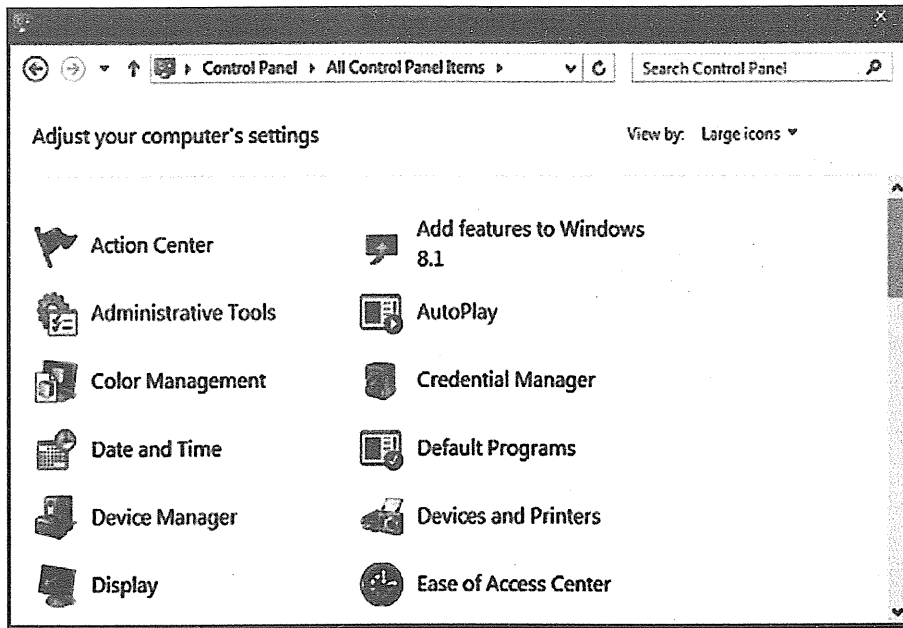 Control Panel
All Control Panel Items
Search Control Panel
Adjust your computer's settings
View by: Large icons
Action Center
Add features to Windows
8.1
Administrative Tools
AutoPlay
Color Management
Credential Manager
Date and Time
Default Programs
Device Manager
Devices and Printers
Display
Ease of Access Center